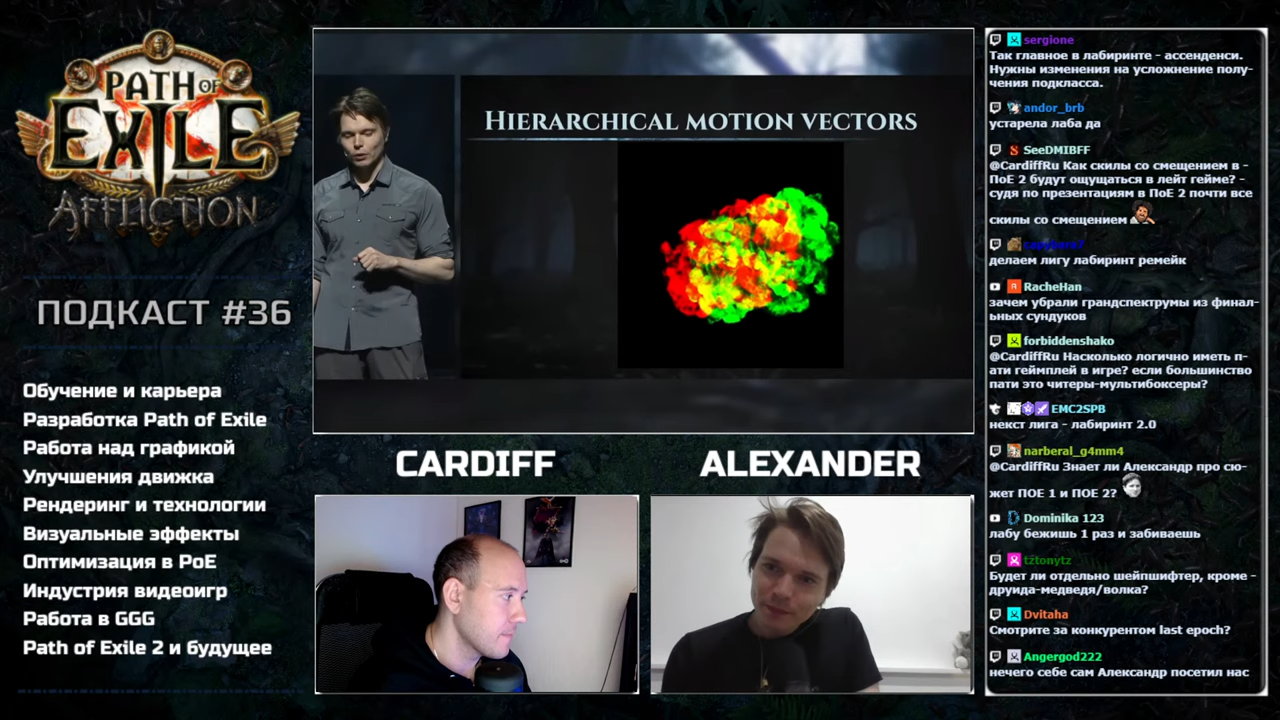 PATH OF
EXILE
AFFLICTION
ПОДКАСТ #36
Обучение и карьера
Разработка Path of Exile
Работа над графикой
Улучшения движка
Рендеринг и технологии
Визуальные эффекты
Оптимизация в PoE
Индустрия видеоигр
Работа в GGG
Path of Exile 2 и будущее
HIERARCHICAL MOTION VECTORS
CARDIFF
ALEXANDER
sergione
Так главное в лабиринте - ассенденси.
Нужны изменения на усложнение полу-
чения подкласса.
andor_brb
устарела лаба да
SeeDMIBFF
@CardiffRu Как скилы со смещением в -
ПоЕ 2 будут ощущаться в лейт гейме? -
судя по презентациям в ПоЕ 2 почти все
скилы со смещением
capybara7
делаем лигу лабиринт ремейк
RacheHan
зачем убрали грандспектрумы из финал-
ьных сундуков
forbiddenshako
@CardiffRu Насколько логично иметь п-
ати геймплей в игре? если большинство
пати это читеры-мультибоксеры?
EMC2SPB
некст лига - лабиринт 2.0
narberal_g4mm4
@CardiffRu Знает ли Александр про сю-
жет ПОЕ 1 и ПОЕ 2?
Dominika 123
лабу бежишь 1 раз и забиваешь
tztonytz
Будет ли отдельно шейпшифтер, кроме -
друида-медведя/волка?
Dvitaha
Смотрите за конкурентом last epoch?
Angergod222
нечего себе сам Александр посетил нас